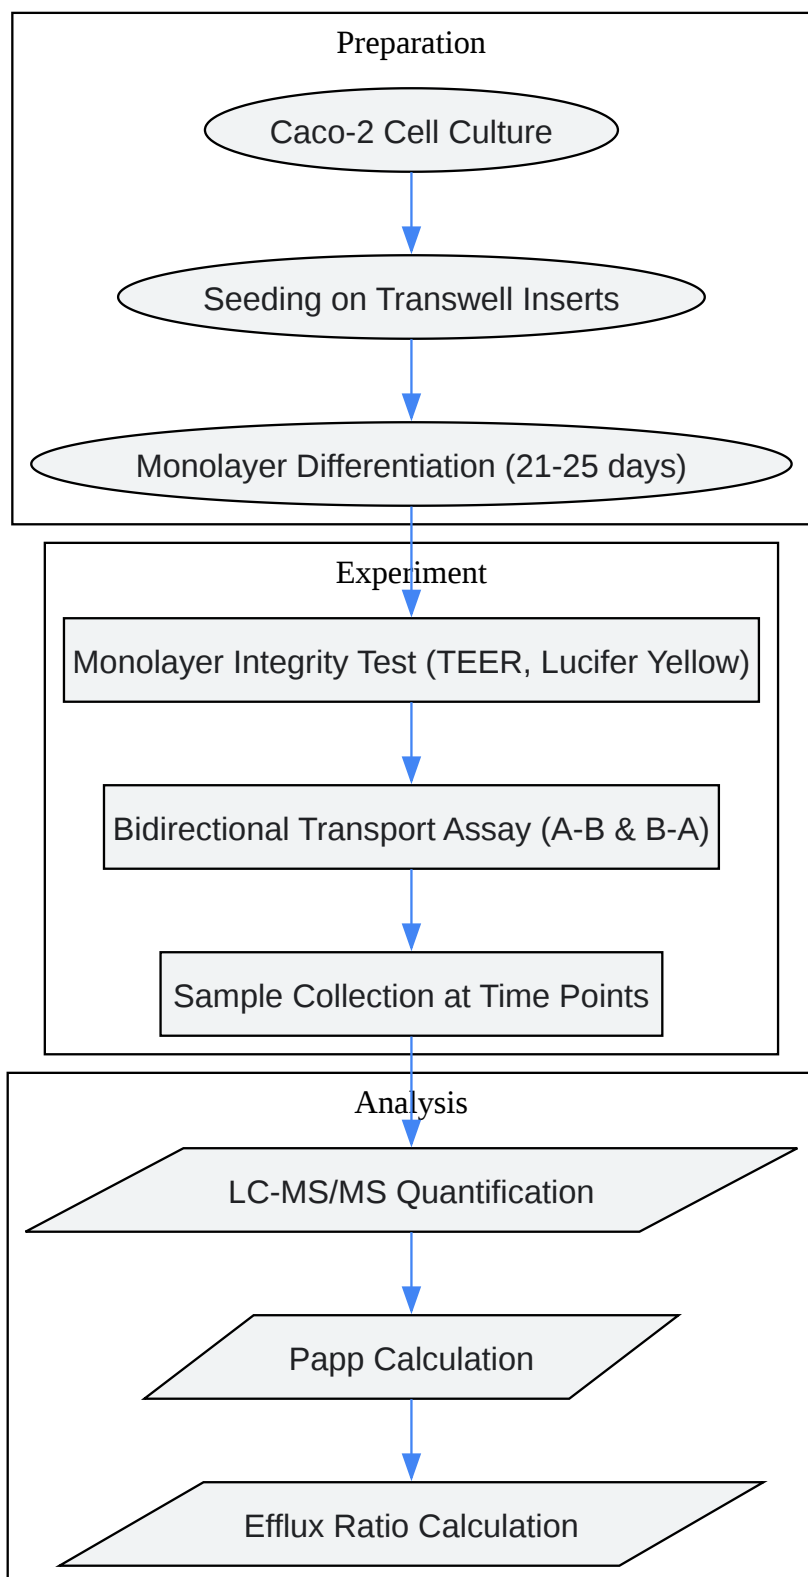 Preparation
Caco-2 Cell Culture
Seeding on Transwell Inserts
Monolayer Differentiation (21-25 days)
Experiment
Monolayer Integrity Test (TEER, Lucifer Yellow)
Bidirectional Transport Assay (A-B & B-A)
Sample Collection at Time Points
Analysis
LC-MS/MS Quantification
Papp Calculation
Efflux Ratio Calculation